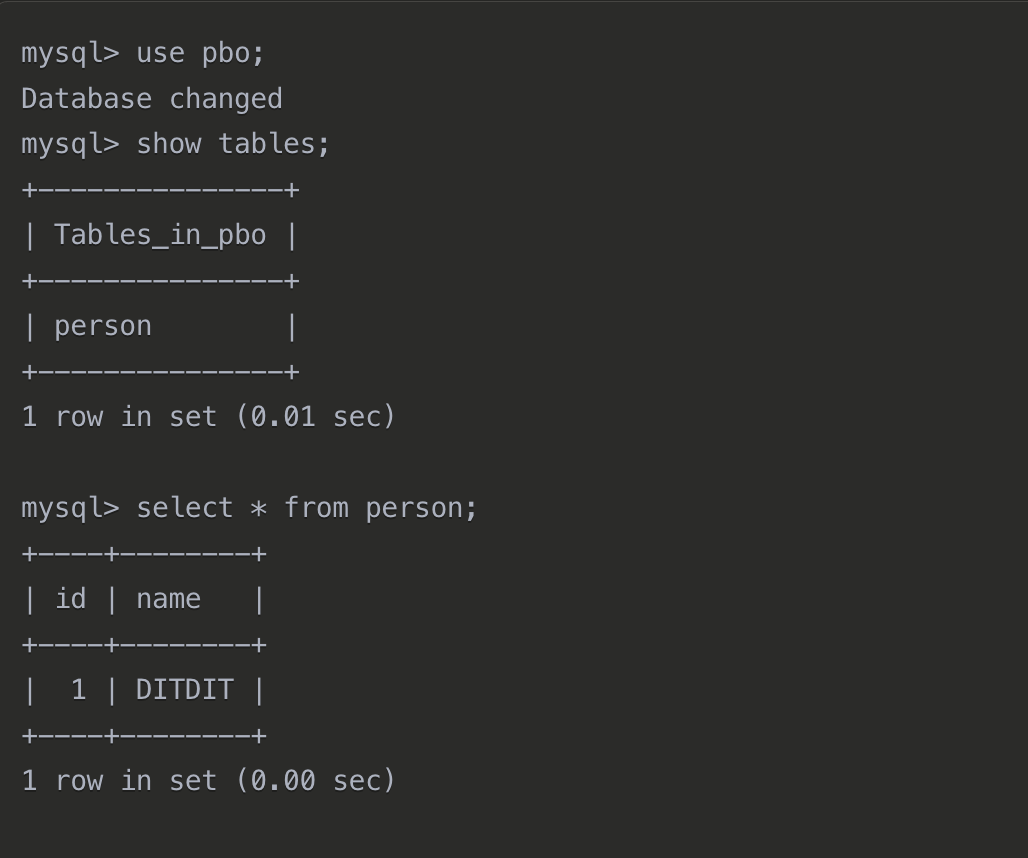 mysql> use pbo;
Database changed
mysql> show tables;
+---------------+
| Tables_in_pbo |
+---------------+
| person        |
+---------------+
1 row in set (0.01 sec)

mysql> select * from person;
+----+--------+
| id | name   |
+----+--------+
|  1 | DITDIT |
+----+--------+
1 row in set (0.00 sec)